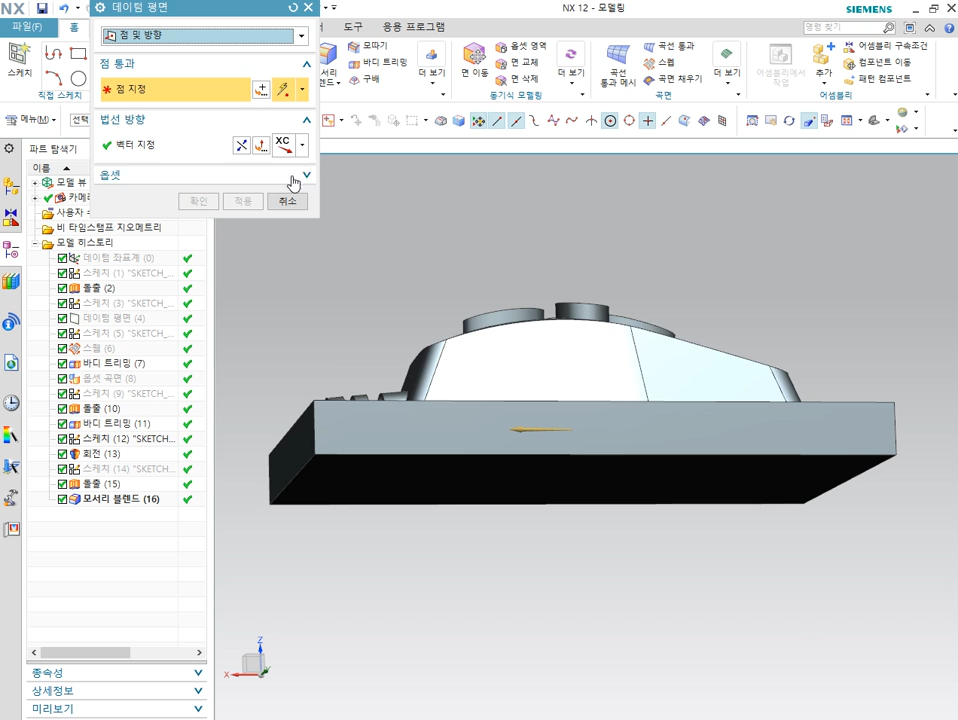 NX
데이텀 평면
NX 12 - 모델링
SIEMENS
파일(F)
홈
도구
응용 프로그램
명령 찾기
점 및 방향
점 통과
점 지정
법선 방향
벡터 지정
XC
옵셋
확인
적용
취소
스케치
직접 스케치
모따기
바디 트리밍
구배
더 보기
면 이동
옵셋 영역
면 교체
면 삭제
더 보기
동기식 모델링
곡선 통과 메시
곡선 통과
스웹
곡면 채우기
더 보기
곡면
어셈블리에서 작업
추가
어셈블리 구속조건
컴포넌트 이동
패턴 컴포넌트
어셈블리
메뉴(M)
파트 탐색기
이름
모델 뷰
비 타임스탬프 지오메트리
모델 히스토리
데이텀 좌표계 (0)
스케치 (1) "SKETCH_...
돌출 (2)
스케치 (3) "SKETCH_...
데이텀 평면 (4)
스케치 (5) "SKETCH_...
스웹 (6)
바디 트리밍 (7)
옵셋 곡면 (8)
스케치 (9) "SKETCH_...
돌출 (10)
바디 트리밍 (11)
스케치 (12) "SKETCH...
회전 (13)
스케치 (14) "SKETCH...
돌출 (15)
모서리 블렌드 (16)
종속성
상세정보
미리보기
Z
X